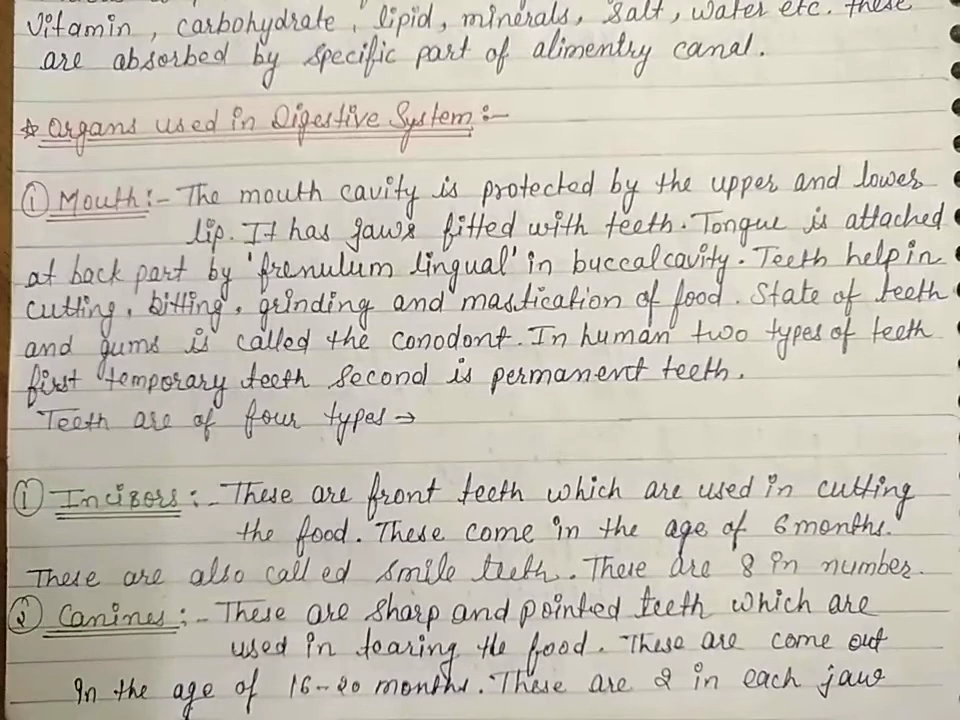 Vitamin, carbohydrate, lipid, minerals, salt, water etc. these
are absorbed by specific part of alimentry canal.
* Organs used in Digestive System :-
① Mouth :- The mouth cavity is protected by the upper and lower
lip. It has jaws fitted with teeth. Tongue is attached
at back part by 'frenulum lingual' in buccal cavity. Teeth help in
cutting, bitting, grinding and mastication of food. State of teeth
and gums is called the conodont. In human two types of teeth
first temporary teeth second is permanent teeth.
Teeth are of four types →
① Incisors :- These are front teeth which are used in cutting
the food. These come in the age of 6 months.
These are also called smile teeth. These are 8 in number.
② Canines :- These are sharp and pointed teeth which are
used in tearing the food. These are come out
in the age of 16-20 months. These are 2 in each jaw